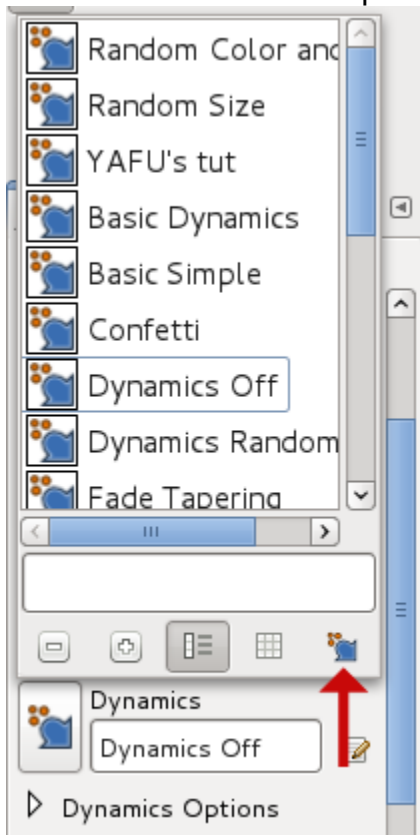 Random Color and
Random Size
YAFU's tut
Basic Dynamics
Basic Simple
Confetti
Dynamics Off
Dynamics Random
Fade Tapering
Dynamics
Dynamics Off
Dynamics Options